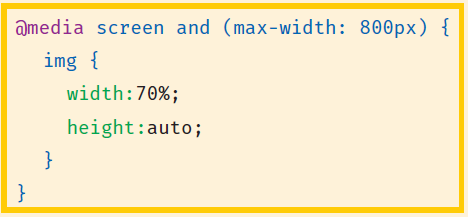 @media screen and (max-width: 800px) {
img {
width:70%;
height:auto;
}
}